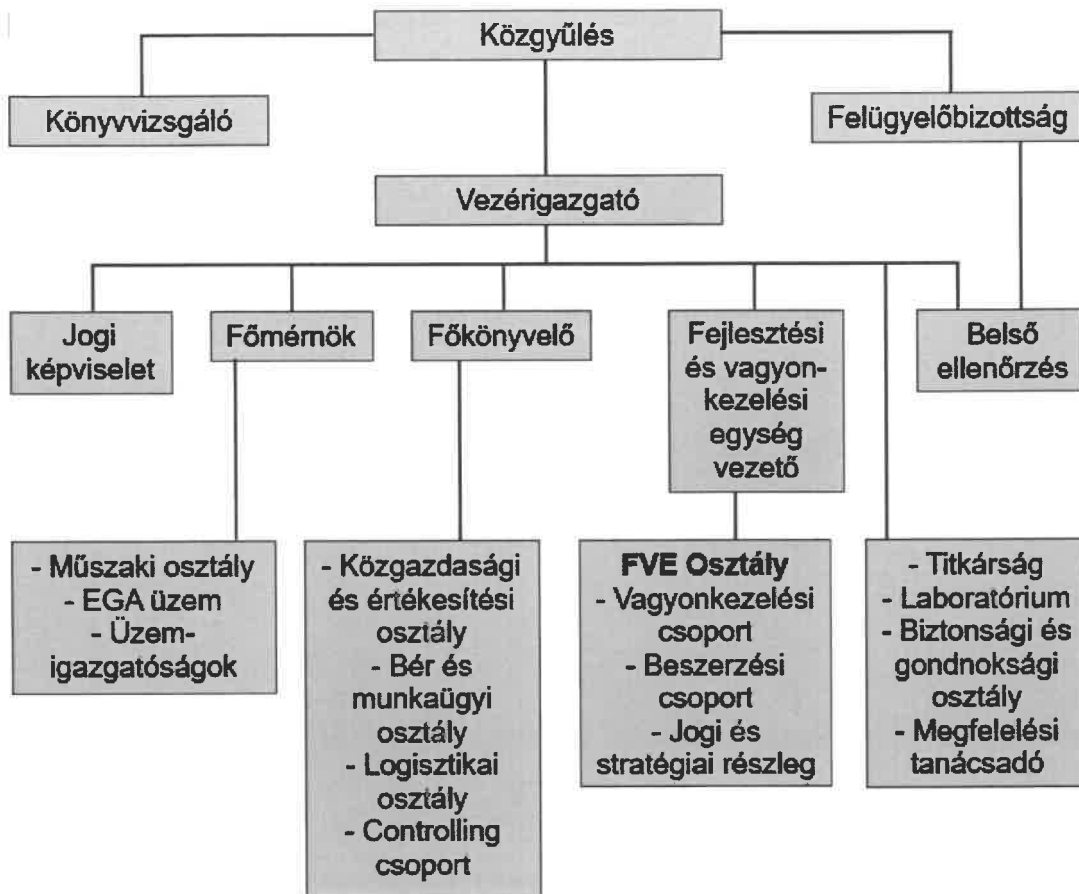 Közgyűlés
Könyvvizsgáló
Felügyelőbizottság
Vezérigazgató
Jogi
képviselet
Főmérnök
Főkönyvelő
Fejlesztési
és vagyon-
kezelési
egység
vezető
Belső
ellenőrzés
- Műszaki osztály
- EGA üzem
- Üzem-
igazgatóságok
- Közgazdasági
és értékesítési
osztály
- Bér és
munkaügyi
osztály
- Logisztikai
osztály
- Controlling
csoport
FVE Osztály
- Vagyonkezelési
csoport
- Beszerzési
csoport
- Jogi és
stratégiai részleg
- Titkárság
- Laboratórium
- Biztonsági és
gondnoksági
osztály
- Megfelelési
tanácsadó